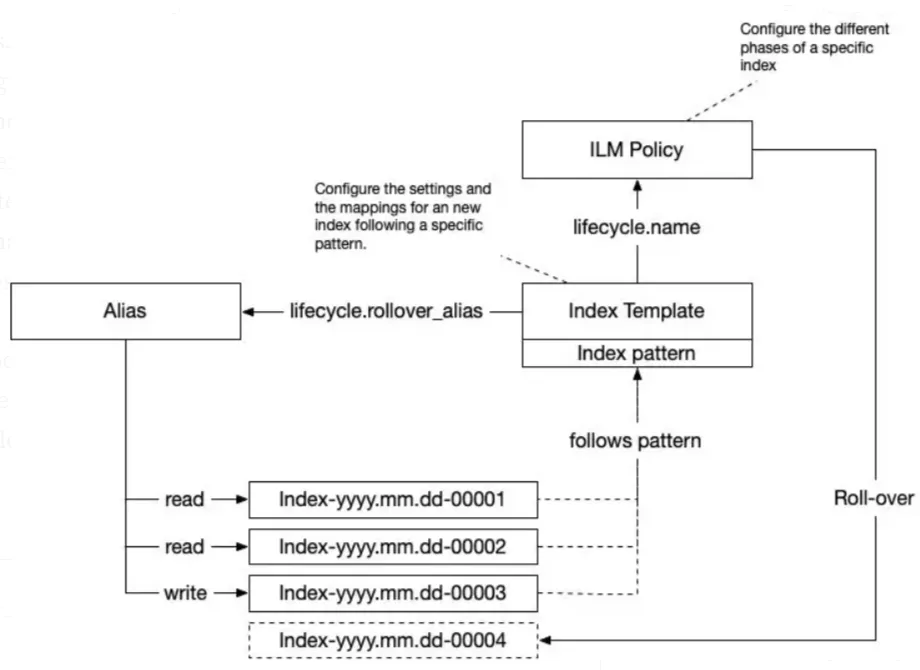 Configure the different
phases of a specific
index
ILM Policy
Configure the settings and
the mappings for an new
index following a specific
pattern.
lifecycle.name
Alias
lifecycle.rollover_alias
Index Template
Index pattern
follows pattern
read
Index-yyyy.mm.dd-00001
Roll-over
read
Index-yyyy.mm.dd-00002
write
Index-yyyy.mm.dd-00003
Index-yyyy.mm.dd-00004